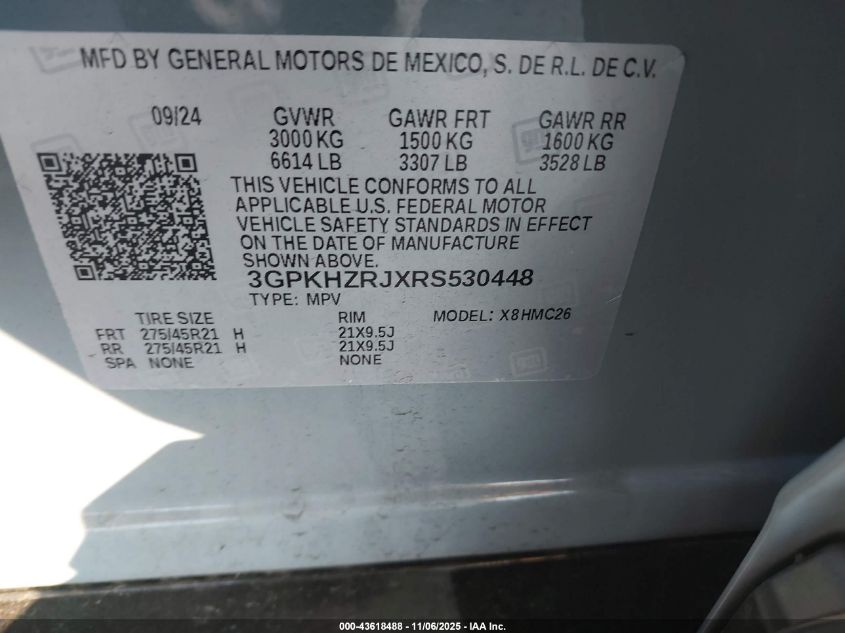 MFD BY GENERAL MOTORS DE MEXICO, S. DE R.L. DE C.V.
09/24 GVWR GAWR FRT GAWR RR
3000 KG 1500 KG 1600 KG
6614 LB 3307 LB 3528 LB
THIS VEHICLE CONFORMS TO ALL
APPLICABLE U.S. FEDERAL MOTOR
VEHICLE SAFETY STANDARDS IN EFFECT
ON THE DATE OF MANUFACTURE
SHOWN ABOVE.
3GPKHZRJXRS530448
TYPE: MPV
TIRE SIZE RIM MODEL: X8HMC26
FRT 275/45R21 H 21X9.5J
RR 275/45R21 H 21X9.5J
SPA NONE NONE
000-43618488 - 11/06/2025 - IAA Inc.